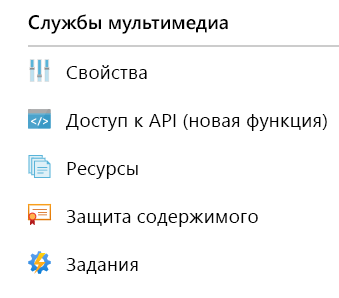 Службы мультимедиа
Свойства
Доступ к API (новая функция)
Ресурсы
Защита содержимого
Задания